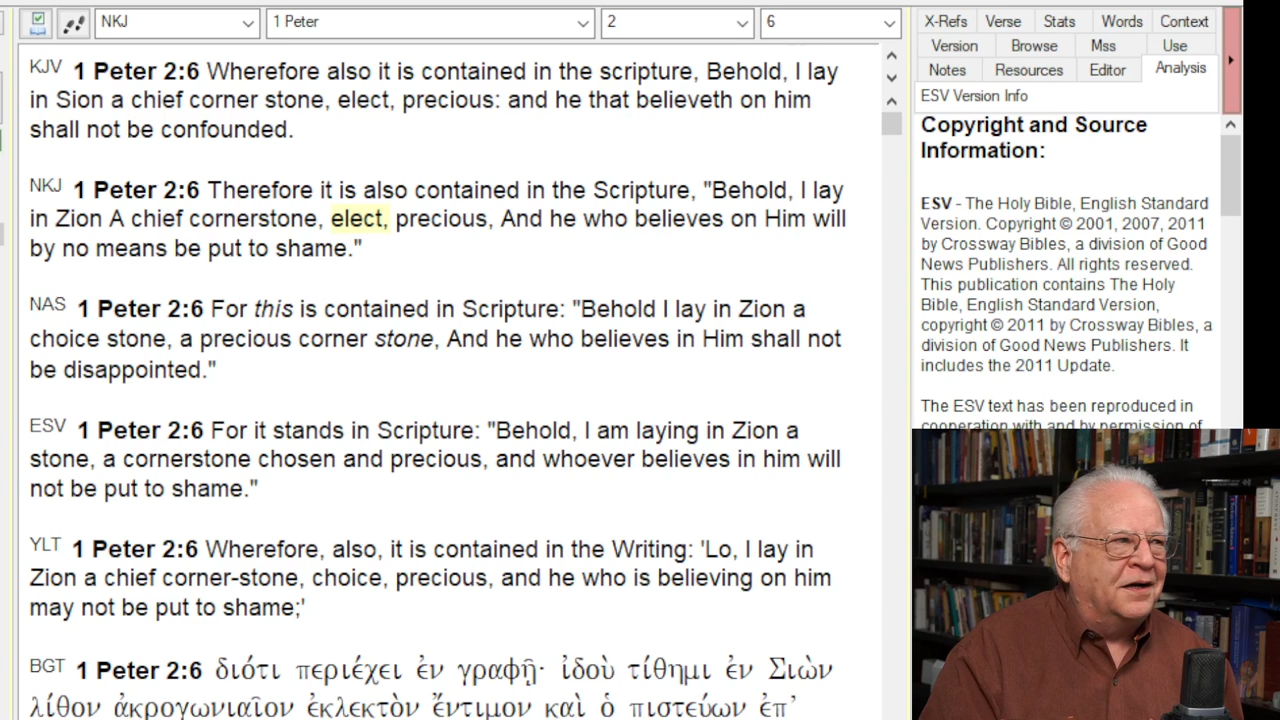 NKJ 1 Peter 2 6
KJV 1 Peter 2:6 Wherefore also it is contained in the scripture, Behold, I lay
in Sion a chief corner stone, elect, precious: and he that believeth on him
shall not be confounded.
NKJ 1 Peter 2:6 Therefore it is also contained in the Scripture, "Behold, I lay
in Zion A chief cornerstone, elect, precious, And he who believes on Him will
by no means be put to shame."
NAS 1 Peter 2:6 For this is contained in Scripture: "Behold I lay in Zion a
choice stone, a precious corner stone, And he who believes in Him shall not
be disappointed."
ESV 1 Peter 2:6 For it stands in Scripture: "Behold, I am laying in Zion a
stone, a cornerstone chosen and precious, and whoever believes in him will
not be put to shame."
YLT 1 Peter 2:6 Wherefore, also, it is contained in the Writing: 'Lo, I lay in
Zion a chief corner-stone, choice, precious, and he who is believing on him
may not be put to shame;'
BGT 1 Peter 2:6 διότι περιέχει ἐν γραφῇ· ἰδοὺ τίθημι ἐν Σιὼν
λίθον ἀκρογωνιαῖον ἐκλεκτὸν ἔντιμον καὶ ὁ πιστεύων ἐπ'
X-Refs Verse Stats Words Context
Version Browse Mss Use
Notes Resources Editor Analysis
ESV Version Info
Copyright and Source
Information:
ESV - The Holy Bible, English Standard
Version. Copyright © 2001, 2007, 2011
by Crossway Bibles, a division of Good
News Publishers. All rights reserved.
This publication contains The Holy
Bible, English Standard Version,
copyright © 2011 by Crossway Bibles, a
division of Good News Publishers. It
includes the 2011 Update.
The ESV text has been reproduced in
cooperation with and by permission of